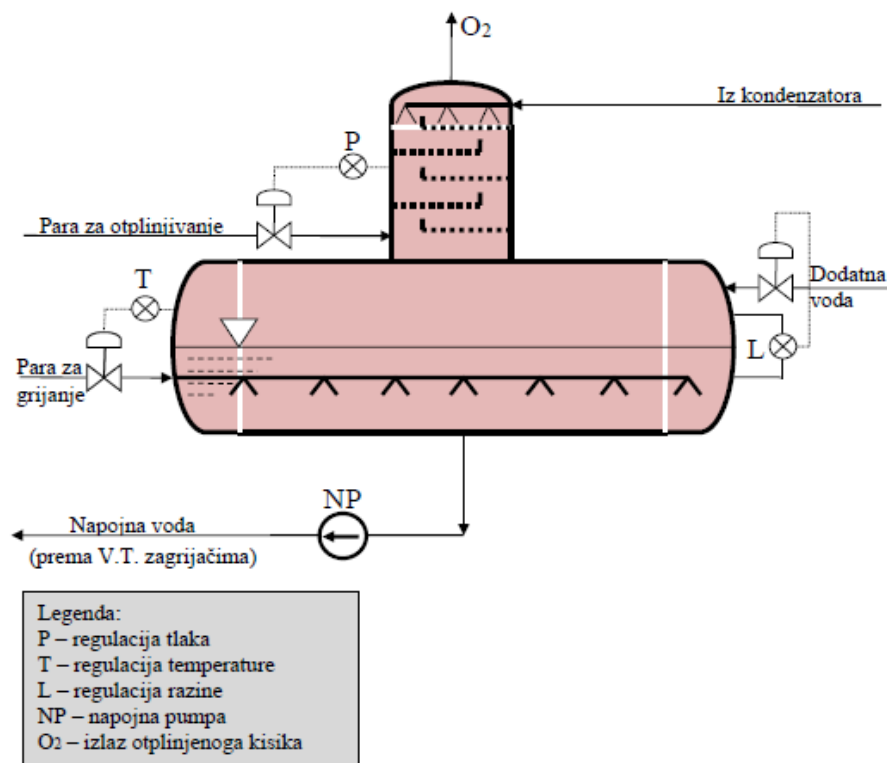 O2
Iz kondenzatora
P
Para za otplinjivanje
T
Dodatna
voda
L
Para za
grijanje
NP
Napojna voda
(prema V.T. zagrijačima)
Legenda:
P – regulacija tlaka
T – regulacija temperature
L – regulacija razine
NP – napojna pumpa
O2 – izlaz otplinjenoga kisika